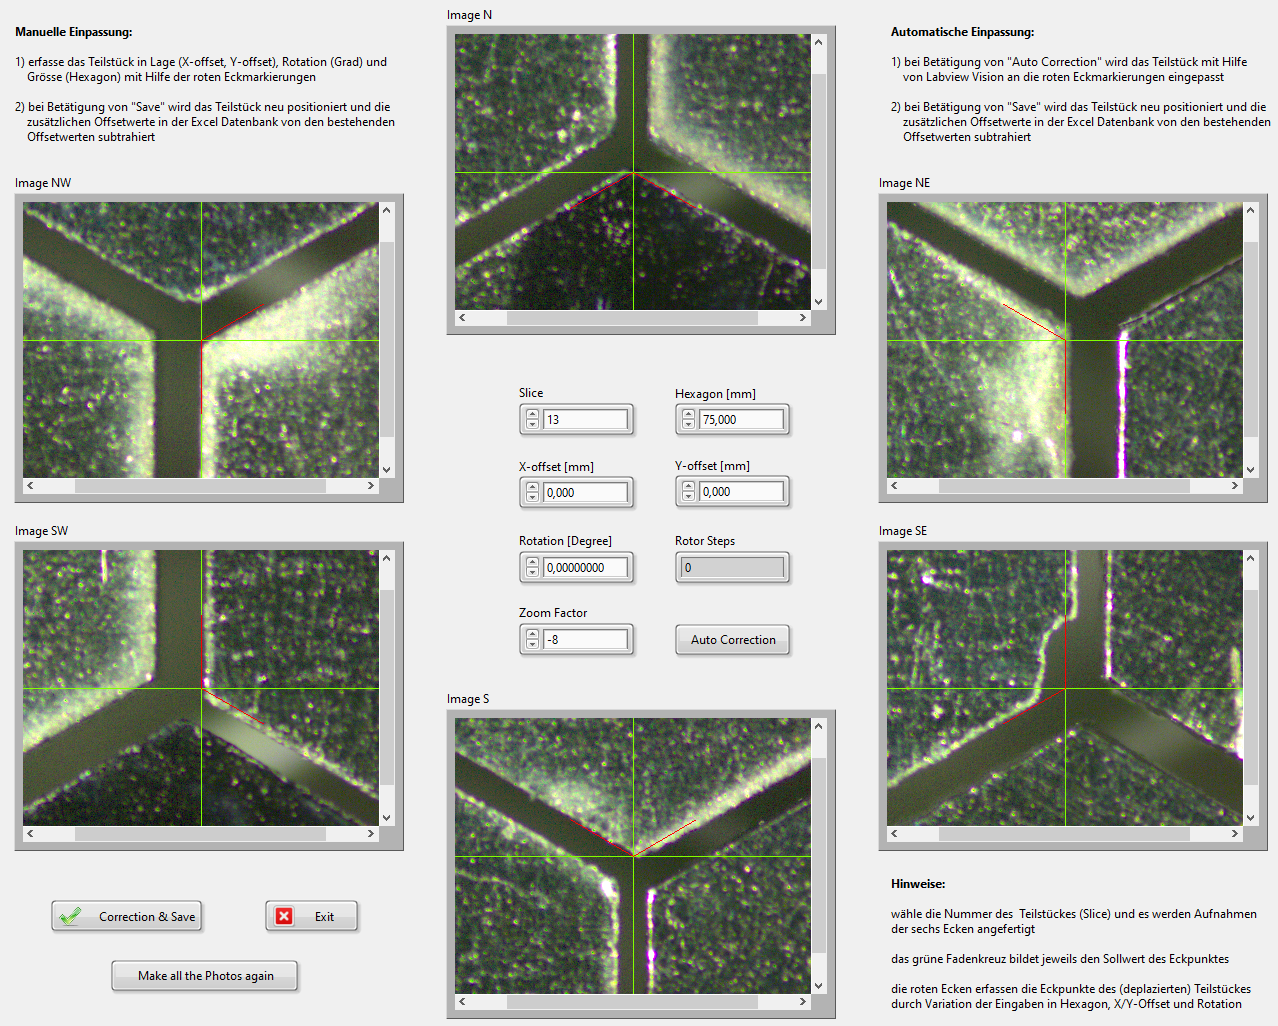 Manuelle Einpassung:
1) erfasse das Teilstück in Lage (X-offset, Y-offset), Rotation (Grad) und
Grösse (Hexagon) mit Hilfe der roten Eckmarkierungen
2) bei Betätigung von "Save" wird das Teilstück neu positioniert und die
zusätzlichen Offsetwerte in der Excel Datenbank von den bestehenden
Offsetwerten subtrahiert
Image N
Automatische Einpassung:
1) bei Betätigung von "Auto Correction" wird das Teilstück mit Hilfe
von Labview Vision an die roten Eckmarkierungen eingepasst
2) bei Betätigung von "Save" wird das Teilstück neu positioniert und die
zusätzlichen Offsetwerte in der Excel Datenbank von den bestehenden
Offsetwerten subtrahiert
Image NW
Image NE
Slice
13
Hexagon [mm]
75,000
X-offset [mm]
0,000
Y-offset [mm]
0,000
Rotation [Degree]
0,00000000
Rotor Steps
0
Zoom Factor
-8
Auto Correction
Image SW
Image SE
Image S
Correction & Save
Exit
Make all the Photos again
Hinweise:
wähle die Nummer des Teilstückes (Slice) und es werden Aufnahmen
der sechs Ecken angefertigt
das grüne Fadenkreuz bildet jeweils den Sollwert des Eckpunktes
die roten Ecken erfassen die Eckpunkte des (deplazierten) Teilstückes
durch Variation der Eingaben in Hexagon, X/Y-Offset und Rotation